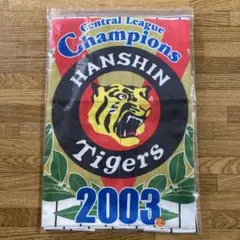 Central League
Champions
HANSHIN
Tigers
2003